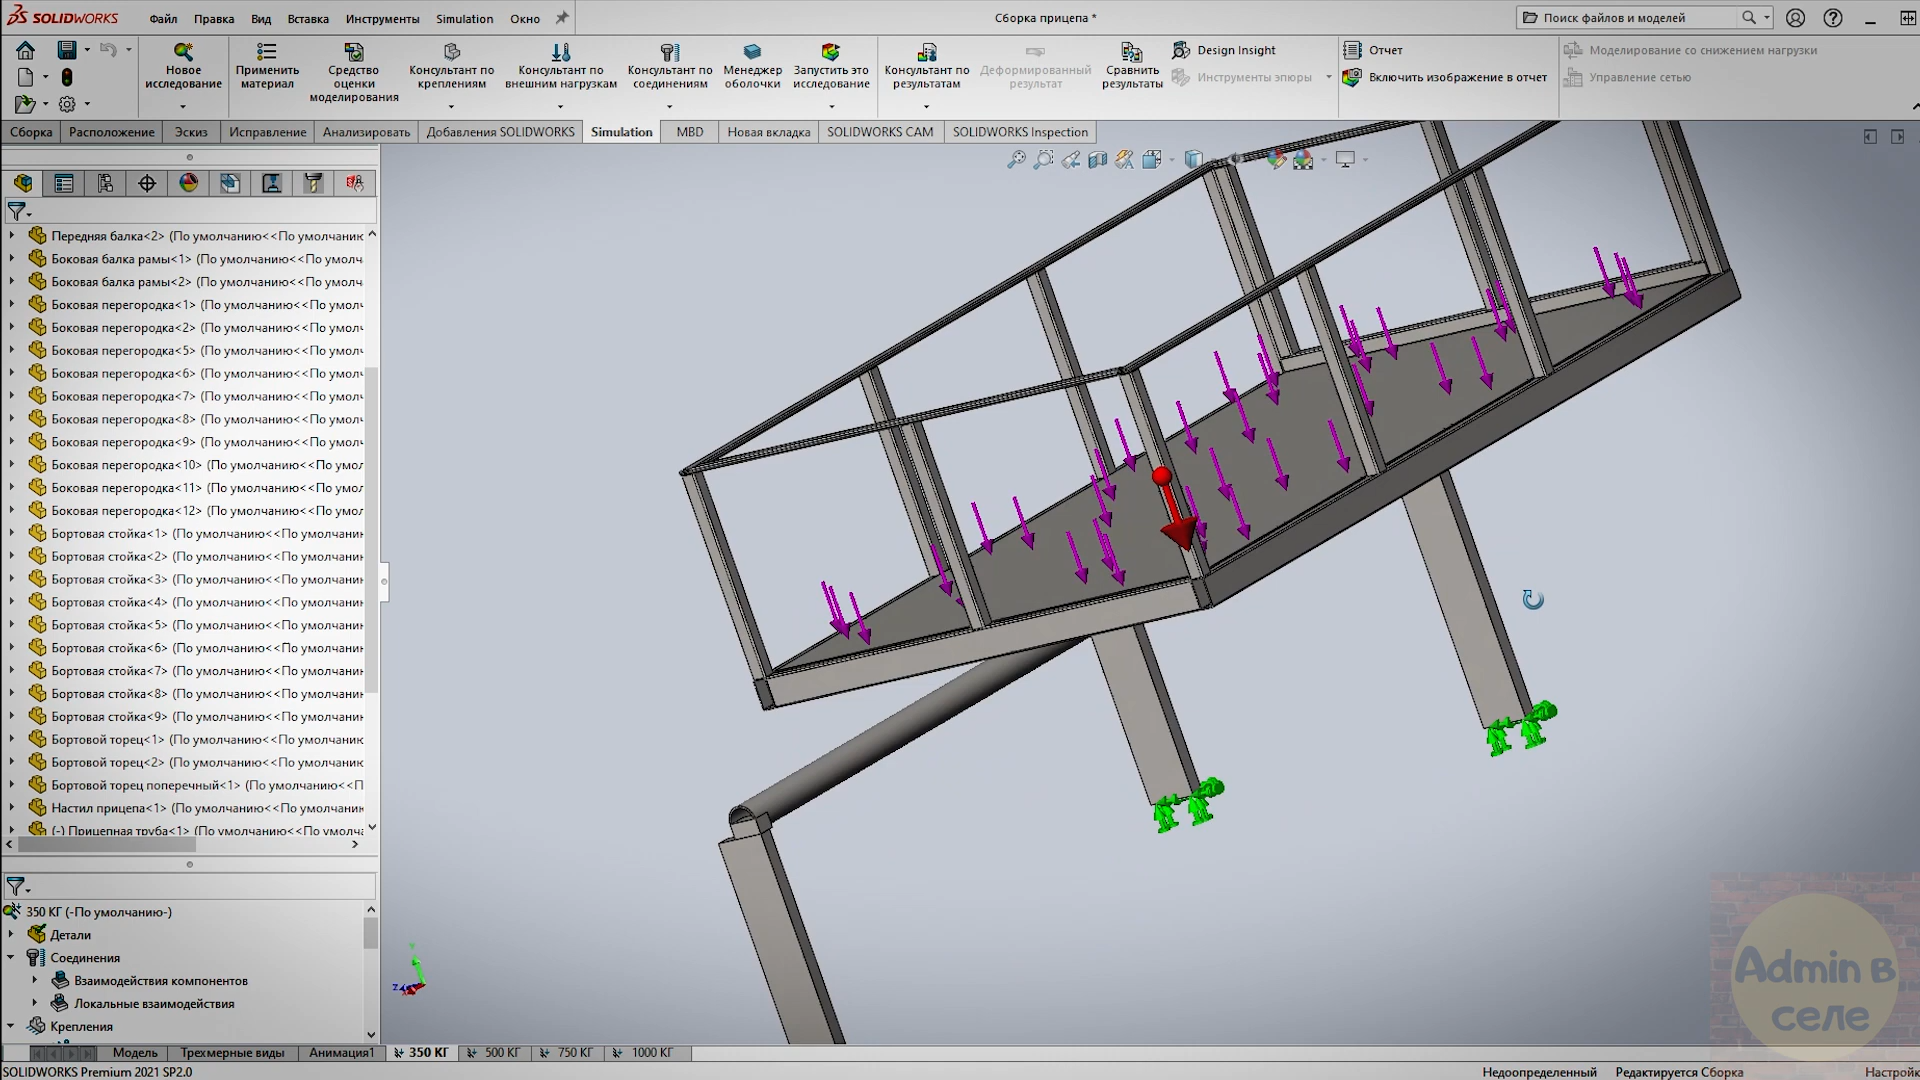 SOLIDWORKS
Файл Правка Вид Вставка Инструменты Simulation Окно
Сборка прицепа *
Поиск файлов и моделей
Новое исследование
Применить материал
Средство оценки моделирования
Консультант по креплениям
Консультант по внешним нагрузкам
Консультант по соединениям
Менеджер оболочки
Запустить это исследование
Консультант по результатам
Деформированный результат
Сравнить результаты
Design Insight
Инструменты эпюры
Отчет
Включить изображение в отчет
Моделирование со снижением нагрузки
Управление сетью
Сборка Расположение Эскиз Исправление Анализировать Добавления SOLIDWORKS Simulation MBD Новая вкладка SOLIDWORKS CAM SOLIDWORKS Inspection
Передняя балка<2> (По умолчанию<<По умолчанию
Боковая балка рамы<1> (По умолчанию<<По умолч
Боковая балка рамы<2> (По умолчанию<<По умолч
Боковая перегородка<1> (По умолчанию<<По умол
Боковая перегородка<2> (По умолчанию<<По умол
Боковая перегородка<5> (По умолчанию<<По умол
Боковая перегородка<6> (По умолчанию<<По умол
Боковая перегородка<7> (По умолчанию<<По умол
Боковая перегородка<8> (По умолчанию<<По умол
Боковая перегородка<9> (По умолчанию<<По умол
Боковая перегородка<10> (По умолчанию<<По умол
Боковая перегородка<11> (По умолчанию<<По умол
Боковая перегородка<12> (По умолчанию<<По умол
Бортовая стойка<1> (По умолчанию<<По умолчани
Бортовая стойка<2> (По умолчанию<<По умолчани
Бортовая стойка<3> (По умолчанию<<По умолчани
Бортовая стойка<4> (По умолчанию<<По умолчани
Бортовая стойка<5> (По умолчанию<<По умолчани
Бортовая стойка<6> (По умолчанию<<По умолчани
Бортовая стойка<7> (По умолчанию<<По умолчани
Бортовая стойка<8> (По умолчанию<<По умолчани
Бортовая стойка<9> (По умолчанию<<По умолчани
Бортовой торец<1> (По умолчанию<<По умолчани
Бортовой торец<2> (По умолчанию<<По умолчани
Бортовой торец поперечный<1> (По умолчанию<<П
Настил прицепа<1> (По умолчанию<<По умолчани
(-) Прицепная труба<1> (По умолчанию<<По умолча
350 КГ (-По умолчанию-)
Детали
Соединения
Взаимодействия компонентов
Локальные взаимодействия
Крепления
Z
Y
Модель Трехмерные виды Анимация1 350 КГ 500 КГ 750 КГ 1000 КГ
SOLIDWORKS Premium 2021 SP2.0
Недоопределенный Редактируется Сборка Настройк
Admin в
селе